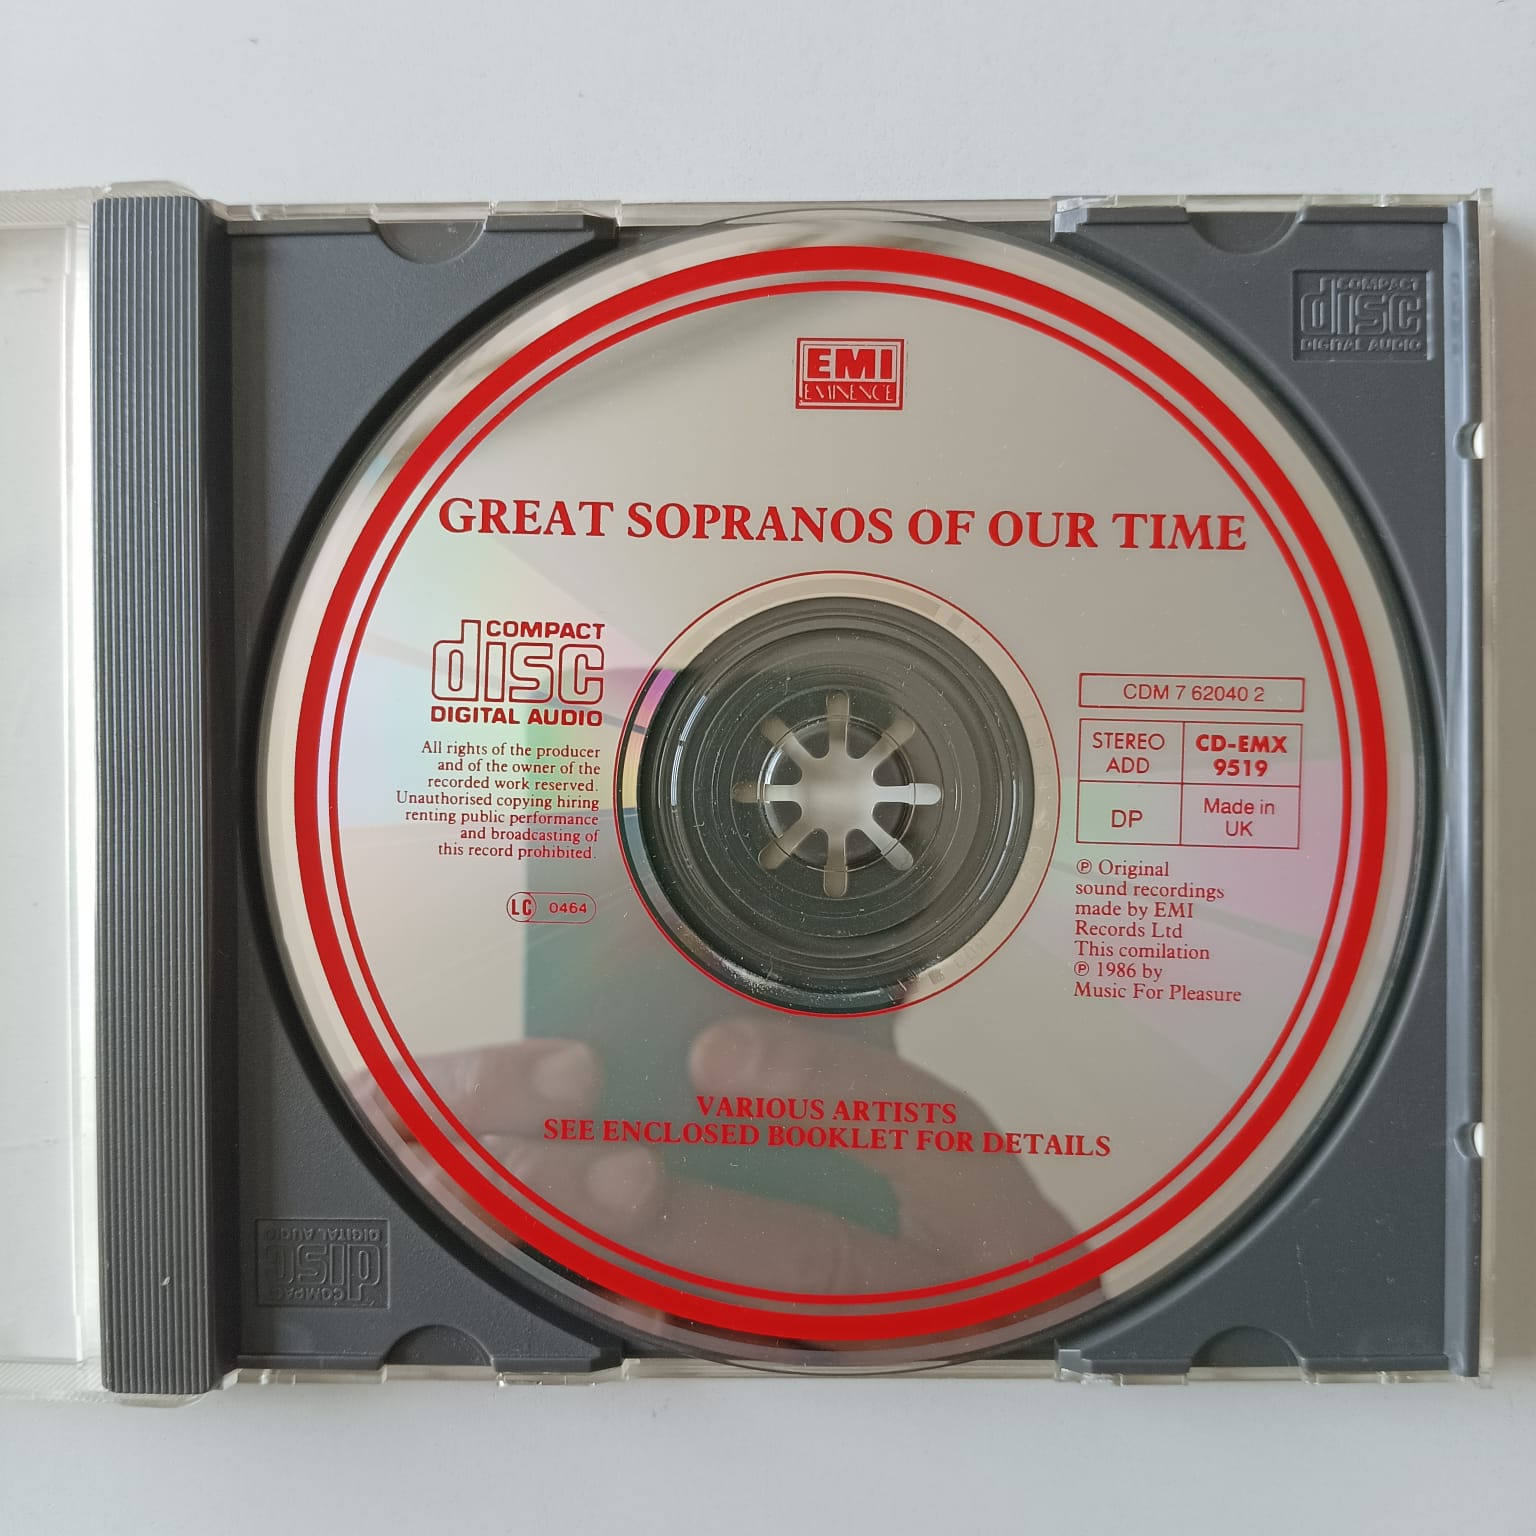 EMI
EMINENCE
GREAT SOPRANOS OF OUR TIME
COMPACT
disc
DIGITAL AUDIO
All rights of the producer
and of the owner of the
recorded work reserved.
Unauthorised copying hiring
renting public performance
and broadcasting of
this record prohibited.
LC 0464
CDM 7 62040 2
STEREO
ADD
CD-EMX
9519
DP
Made in
UK
℗ Original
sound recordings
made by EMI
Records Ltd
This comilation
℗ 1986 by
Music For Pleasure
VARIOUS ARTISTS
SEE ENCLOSED BOOKLET FOR DETAILS
COMPACT
disc
DIGITAL AUDIO
COMPACT
disc
DIGITAL AUDIO